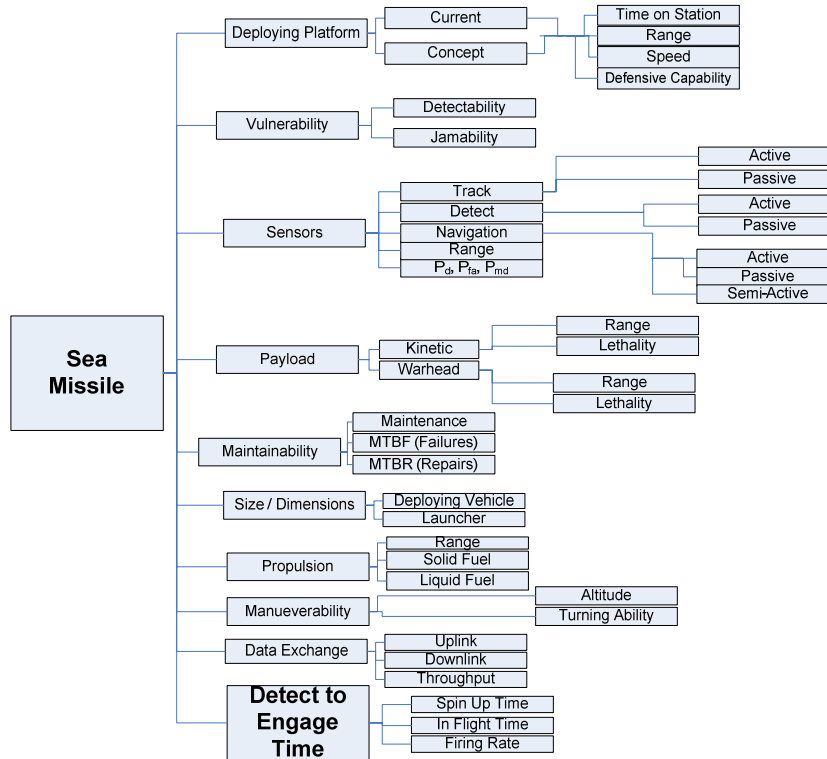 Sea
Missile
Deploying Platform
Current
Concept
Time on Station
Range
Speed
Defensive Capability
Vulnerability
Detectability
Jamability
Sensors
Track
Detect
Navigation
Range
Pd, Pfa, Pmd
Active
Passive
Active
Passive
Active
Passive
Semi-Active
Payload
Kinetic
Warhead
Range
Lethality
Range
Lethality
Maintainability
Maintenance
MTBF (Failures)
MTBR (Repairs)
Size / Dimensions
Deploying Vehicle
Launcher
Propulsion
Range
Solid Fuel
Liquid Fuel
Manueverability
Altitude
Turning Ability
Data Exchange
Uplink
Downlink
Throughput
Detect to
Engage
Time
Spin Up Time
In Flight Time
Firing Rate